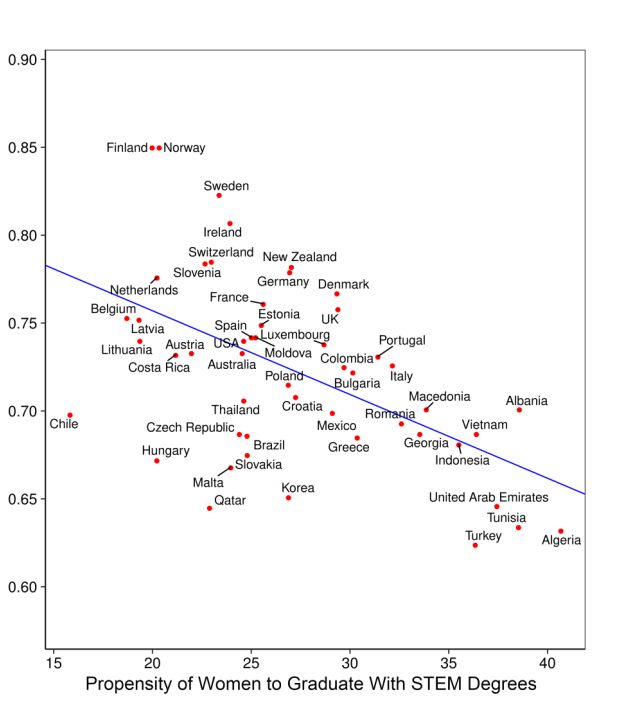 0.90
0.85
Finland Norway
Sweden
0.80
Ireland
Switzerland
New Zealand
Slovenia
Germany
Netherlands
Denmark
France
Belgium
Estonia
UK
0.75
Latvia
Spain
Luxembourg
Portugal
Lithuania
Austria
USA
Moldova
Costa Rica
Australia
Colombia
Poland
Bulgaria
Italy
Macedonia
Albania
0.70
Thailand
Croatia
Romania
Chile
Czech Republic
Mexico
Vietnam
Hungary
Brazil
Greece
Georgia
Slovakia
Indonesia
Malta
0.65
Qatar
Korea
United Arab Emirates
Tunisia
Turkey
Algeria
0.60
15 20 25 30 35 40
Propensity of Women to Graduate With STEM Degrees